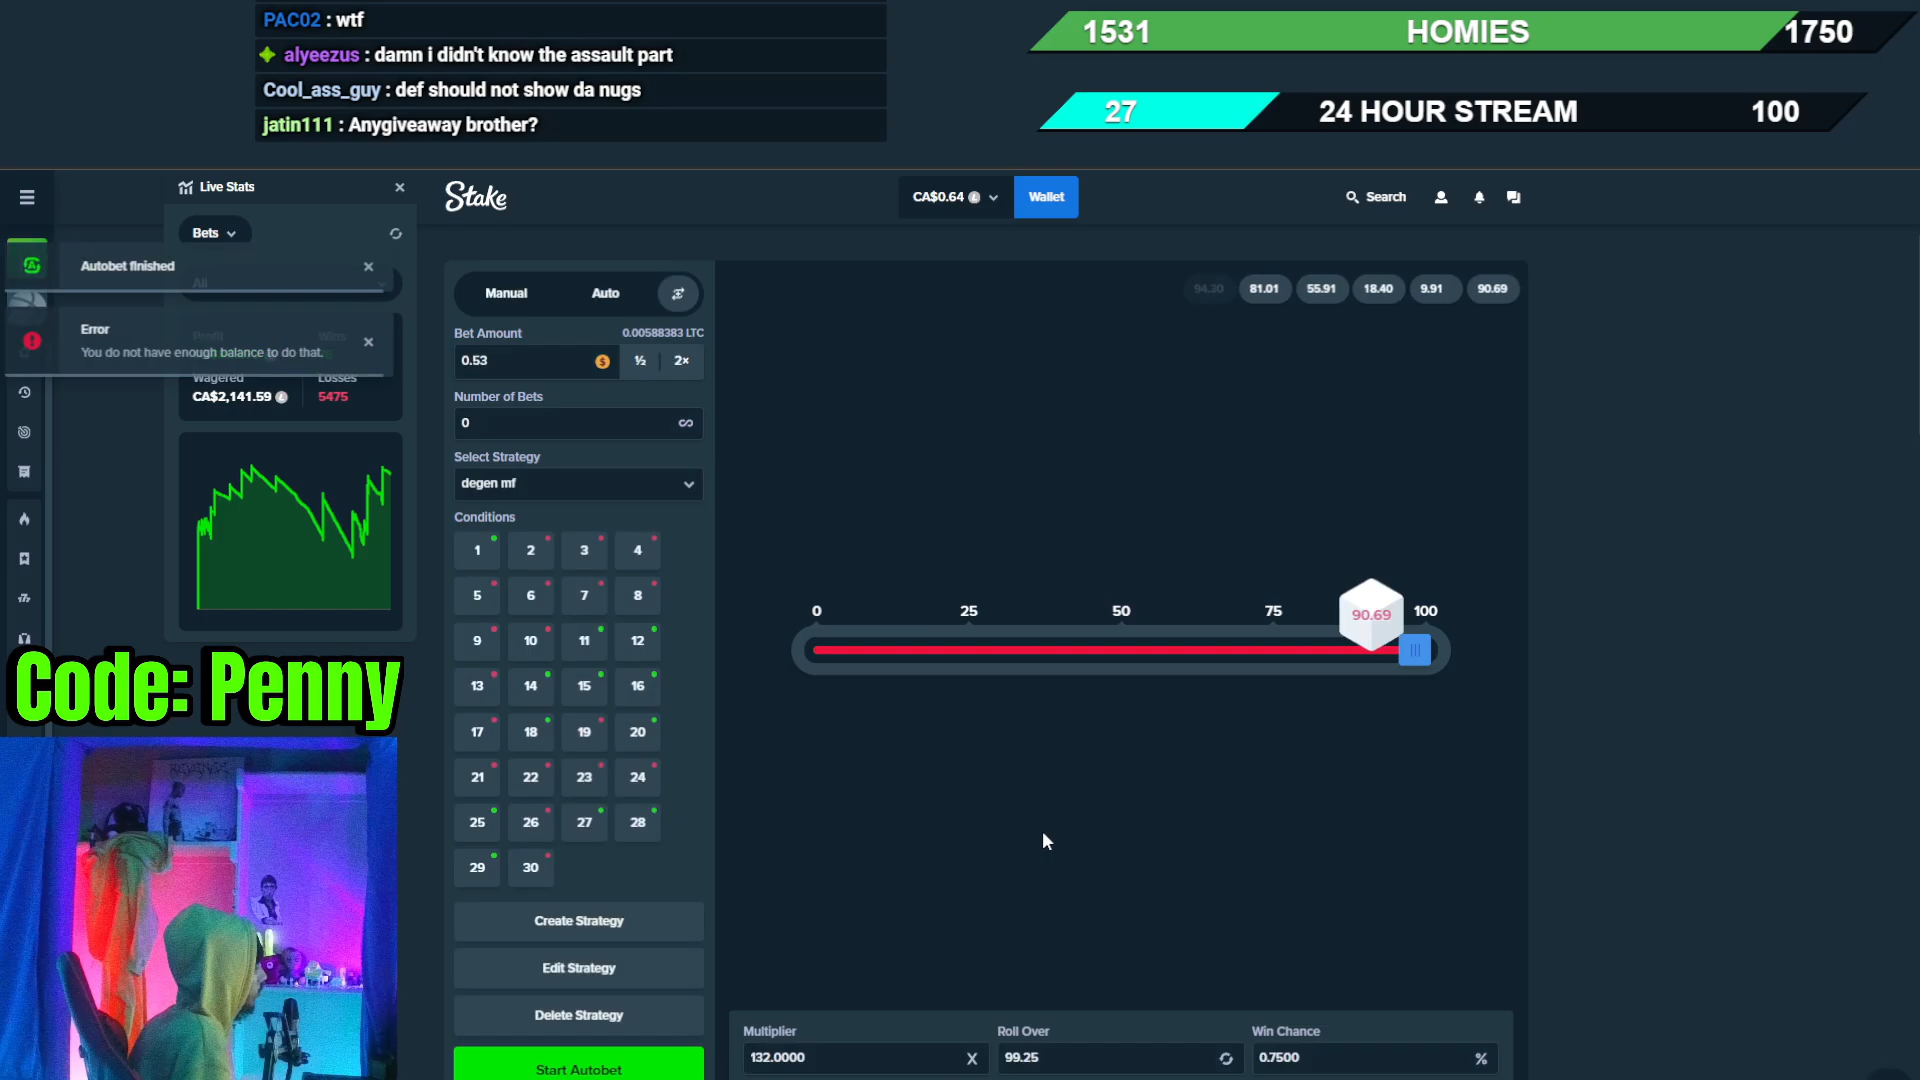 PAC02 : wtf
alyeezus : damn i didn't know the assault part
Cool_ass_guy : def should not show da nugs
jatin111 : Anygiveaway brother?
1531 HOMIES 1750
27 24 HOUR STREAM 100
Live Stats
Stake
CA$0.64
Wallet
Search
Bets
Autobet finished
All
Error
You do not have enough balance to do that.
Profit
Wins
Wagered
Losses
CA$2,141.59
5475
Manual
Auto
94.30
81.01
55.91
18.40
9.91
90.69
Bet Amount
0.00588383 LTC
0.53
½
2×
Number of Bets
0
Select Strategy
degen mf
Conditions
1 2 3 4
5 6 7 8
9 10 11 12
13 14 15 16
17 18 19 20
21 22 23 24
25 26 27 28
29 30
0 25 50 75 100
90.69
Code: Penny
Create Strategy
Edit Strategy
Delete Strategy
Start Autobet
Multiplier
132.0000
Roll Over
99.25
Win Chance
0.7500 %